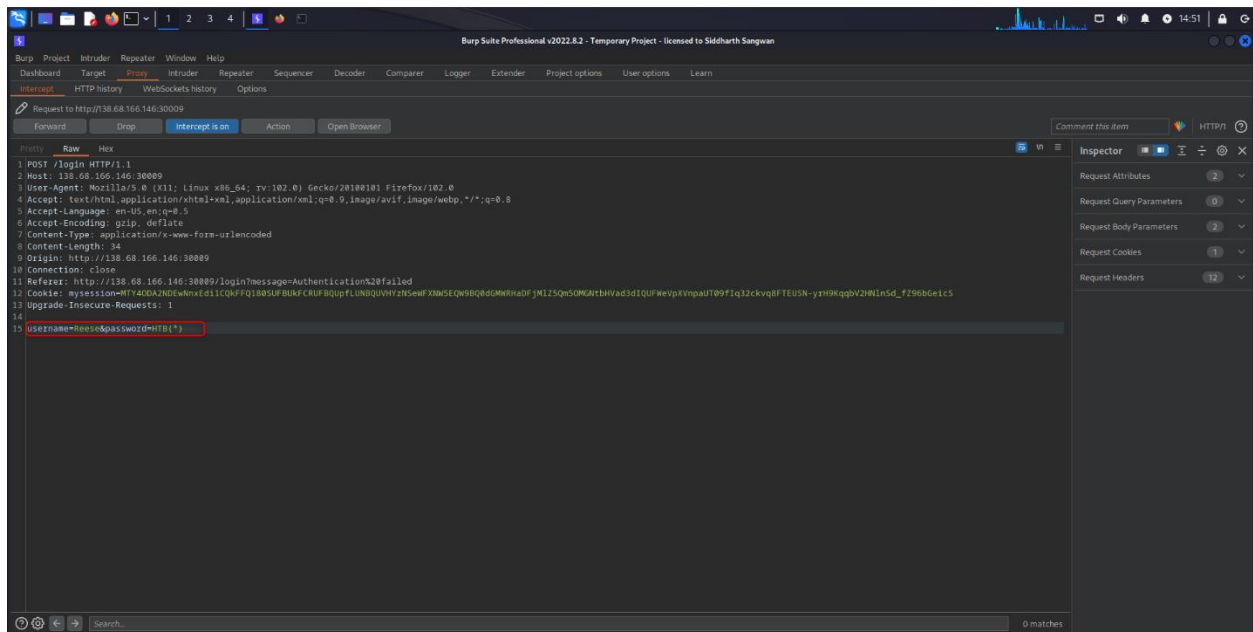 1 2 3 4
14:51
Burp Suite Professional v2022.8.2 - Temporary Project - licensed to Siddharth Sangwan
Burp Project Intruder Repeater Window Help
Dashboard Target Proxy Intruder Repeater Sequencer Decoder Comparer Logger Extender Project options User options Learn
Intercept HTTP history WebSockets history Options
Request to http://138.68.166.146:30009
Forward Drop Intercept is on Action Open Browser Comment this item HTTP/1
Pretty Raw Hex \n
Inspector
1 POST /login HTTP/1.1
2 Host: 138.68.166.146:30009
3 User-Agent: Mozilla/5.0 (X11; Linux x86_64; rv:102.0) Gecko/20100101 Firefox/102.0
4 Accept: text/html,application/xhtml+xml,application/xml;q=0.9,image/avif,image/webp,*/*;q=0.8
5 Accept-Language: en-US,en;q=0.5
6 Accept-Encoding: gzip, deflate
7 Content-Type: application/x-www-form-urlencoded
8 Content-Length: 34
9 Origin: http://138.68.166.146:30009
10 Connection: close
11 Referer: http://138.68.166.146:30009/login?message=Authentication%20failed
12 Cookie:
13 Upgrade-Insecure-Requests: 1
14
15 username=Reese&password=HTB{*}
Request Attributes 2
Request Query Parameters 0
Request Body Parameters 2
Request Cookies 1
Request Headers 12
Search... 0 matches